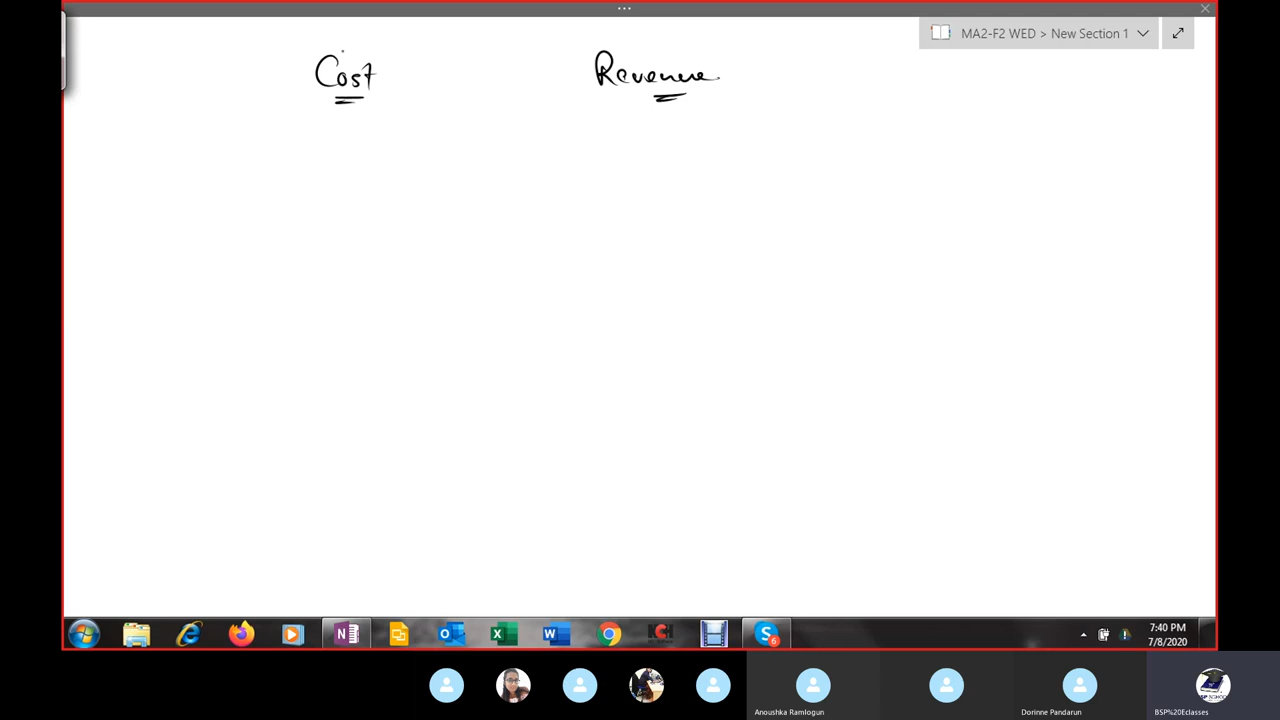 MA2-F2 WED > New Section 1
Cost Revenue
7:40 PM
7/8/2020
Anoushka Ramlogun
Dorinne Pandarun
BSP%20Eclasses